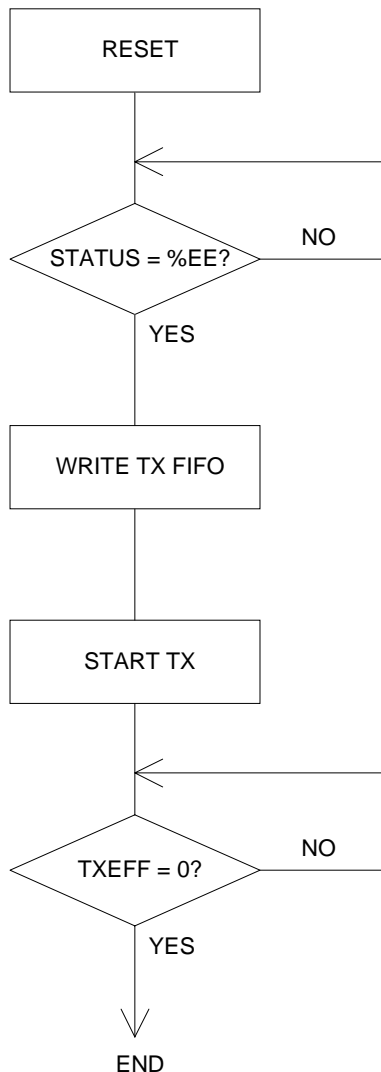 RESET
STATUS = %EE?
NO
YES
WRITE TX FIFO
START TX
TXEFF = 0?
NO
YES
END